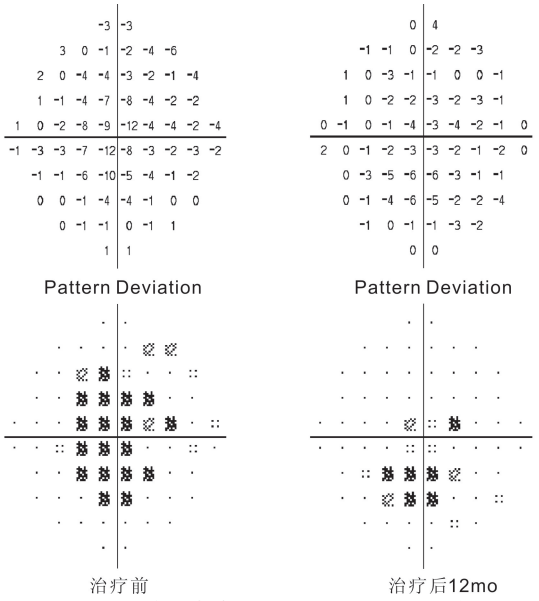 -3 -3
3 0 -1 -2 -4 -6
2 0 -4 -4 -3 -2 -1 -4
1 -1 -4 -7 -8 -4 -2 -2
1 0 -2 -8 -9 -12 -4 -4 -2 -4
-1 -3 -3 -7 -12 -8 -3 -2 -3 -2
-1 -1 -6 -10 -5 -4 -1 -2
0 0 -1 -4 -4 -1 0 0
0 -1 -1 0 -1 1
1 1
Pattern Deviation
治疗前
0 4
-1 -1 0 -2 -2 -3
1 0 -3 -1 -1 0 0 -1
1 0 -2 -2 -3 -2 -3 -1
0 -1 0 -1 -4 -3 -4 -2 -1 0
2 0 -1 -2 -3 -3 -2 -1 -2 0
0 -3 -5 -6 -6 -3 -1 -1
0 -1 -4 -6 -5 -2 -2 -4
-1 0 -1 -1 -3 -2
0 0
Pattern Deviation
治疗后12mo